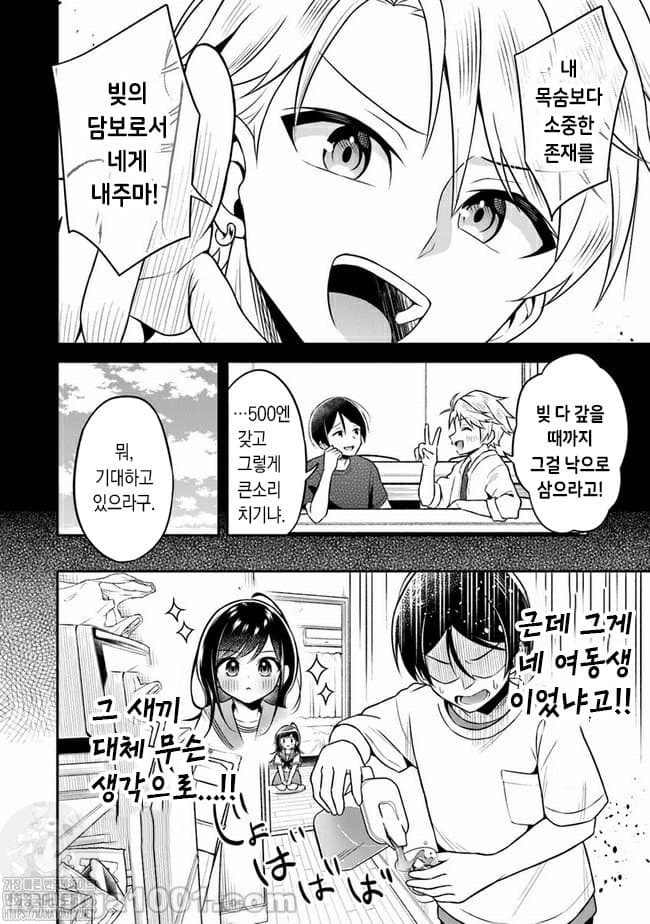 내
목숨보다
소중한
존재를
빚의
담보로서
네게
내주마!
빚 다 갚을
때까지
그걸 낙으로
삼으라고!
…500엔
갖고
그렇게
큰소리
치기냐.
뭐,
기대하고
있으라구.
근데 그게
네 여동생
이었냐고!!
그 새끼
대체 무슨
생각으로…!!
じょばばばば